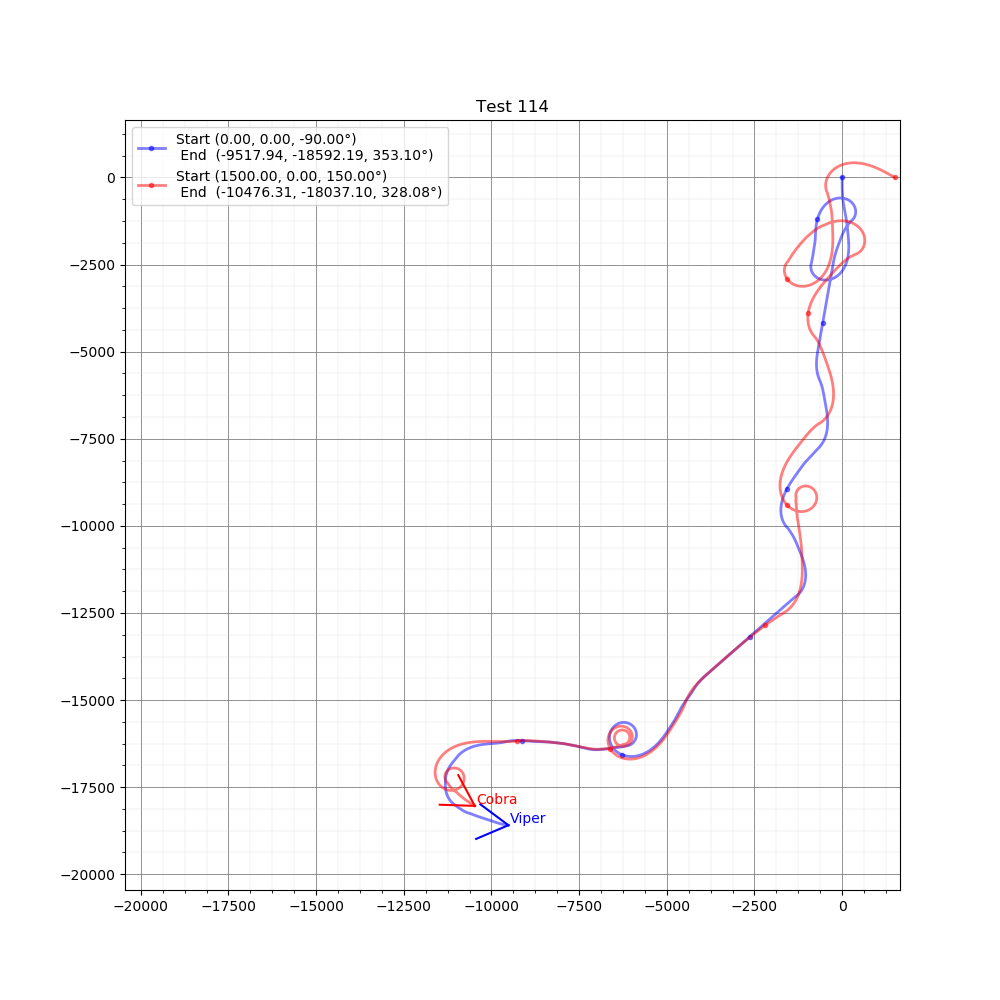 Test 114
Start (0.00, 0.00, -90.00°)
End (-9517.94, -18592.19, 353.10°)
Start (1500.00, 0.00, 150.00°)
End (-10476.31, -18037.10, 328.08°)
0
−2500
−5000
−7500
−10000
−12500
−15000
−17500
−20000
Cobra
Viper
−20000 −17500 −15000 −12500 −10000 −7500 −5000 −2500 0